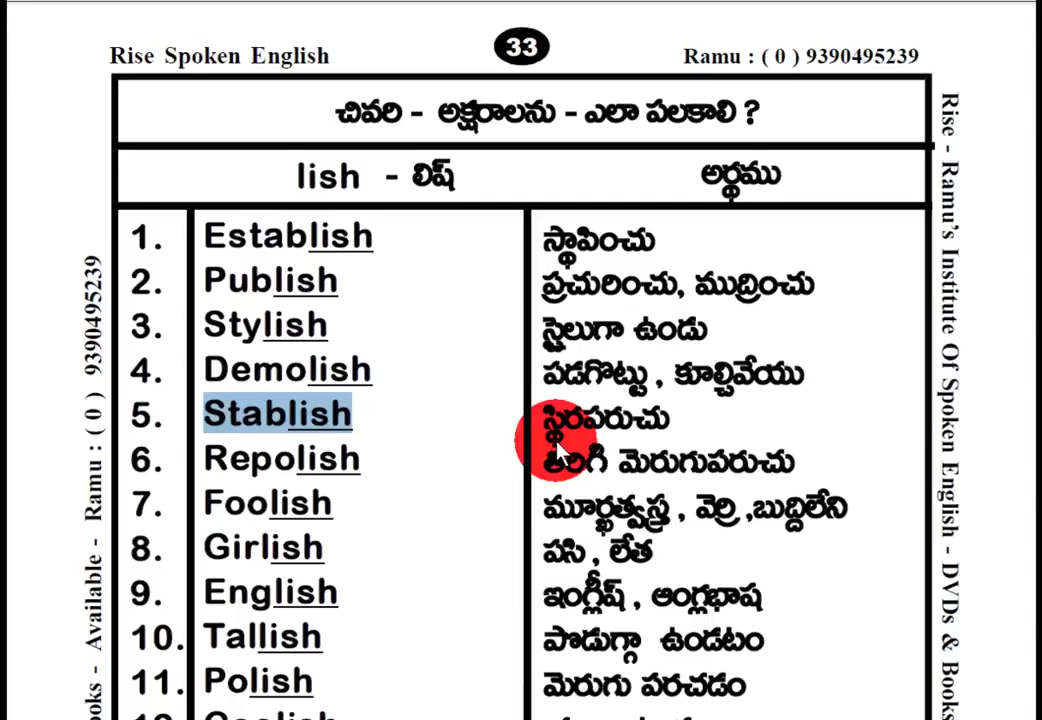 Rise Spoken English
33
Ramu : ( 0 ) 9390495239
చివరి - అక్షరాలను - ఎలా పలకాలి ?
lish - లిష్ అర్థము
1. Establish స్థాపించు
2. Publish ప్రచురించు, ముద్రించు
3. Stylish స్టైలుగా ఉండు
4. Demolish పడగొట్టు , కూల్చివేయు
5. Stablish స్థిరపరుచు
6. Repolish తిరిగి మెరుగుపరుచు
7. Foolish మూర్ఖత్వస్త , వెర్రి ,బుద్దిలేని
8. Girlish పసి , లేత
9. English ఇంగ్లీష్ , ఆంగ్లభాష
10. Tallish పొడుగ్గా ఉండటం
11. Polish మెరుగు పరచడం
ooks - Available - Ramu : ( 0 ) 9390495239
Rise - Ramu's Institute Of Spoken English - DVDs & Books